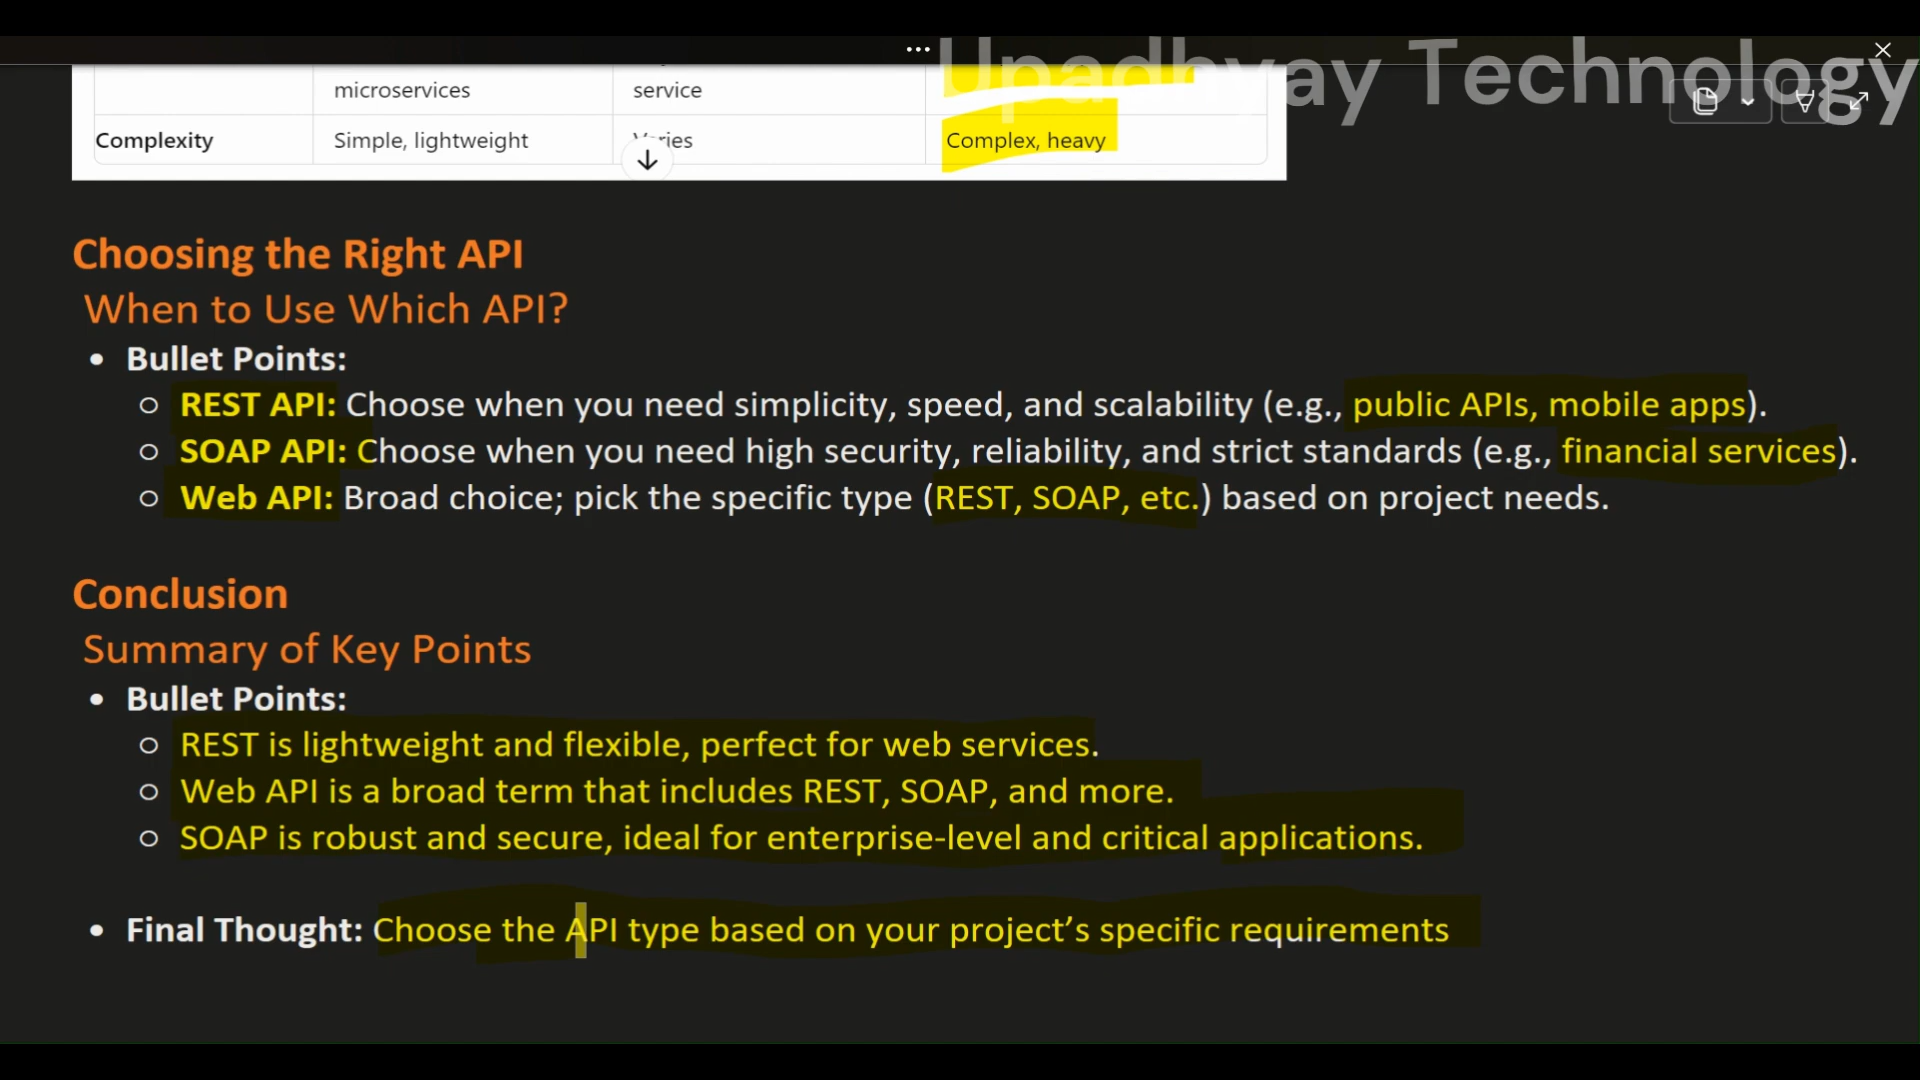 Upadhyay Technology
microservices service
Complexity Simple, lightweight Varies Complex, heavy
Choosing the Right API
When to Use Which API?
• Bullet Points:
○ REST API: Choose when you need simplicity, speed, and scalability (e.g., public APIs, mobile apps).
○ SOAP API: Choose when you need high security, reliability, and strict standards (e.g., financial services).
○ Web API: Broad choice; pick the specific type (REST, SOAP, etc.) based on project needs.
Conclusion
Summary of Key Points
• Bullet Points:
○ REST is lightweight and flexible, perfect for web services.
○ Web API is a broad term that includes REST, SOAP, and more.
○ SOAP is robust and secure, ideal for enterprise-level and critical applications.
• Final Thought: Choose the API type based on your project’s specific requirements